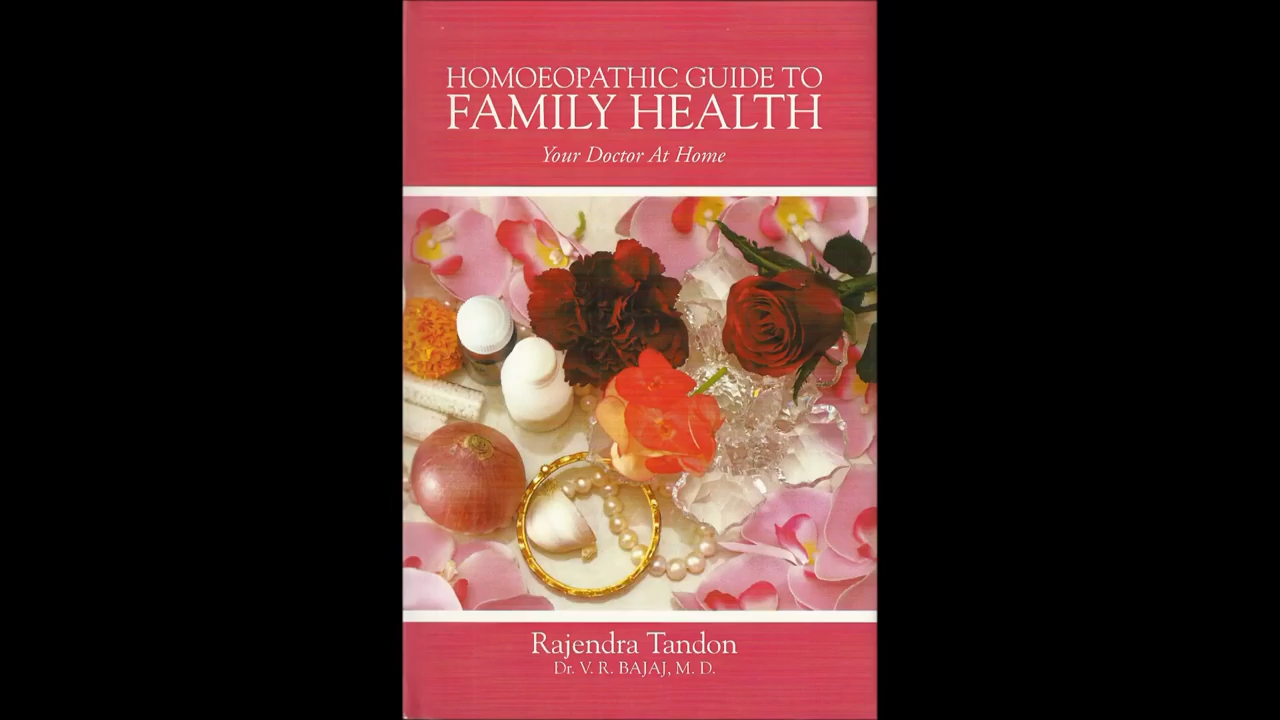 HOMOEOPATHIC GUIDE TO
FAMILY HEALTH
Your Doctor At Home
Rajendra Tandon
Dr. V. R. BAJAJ, M. D.